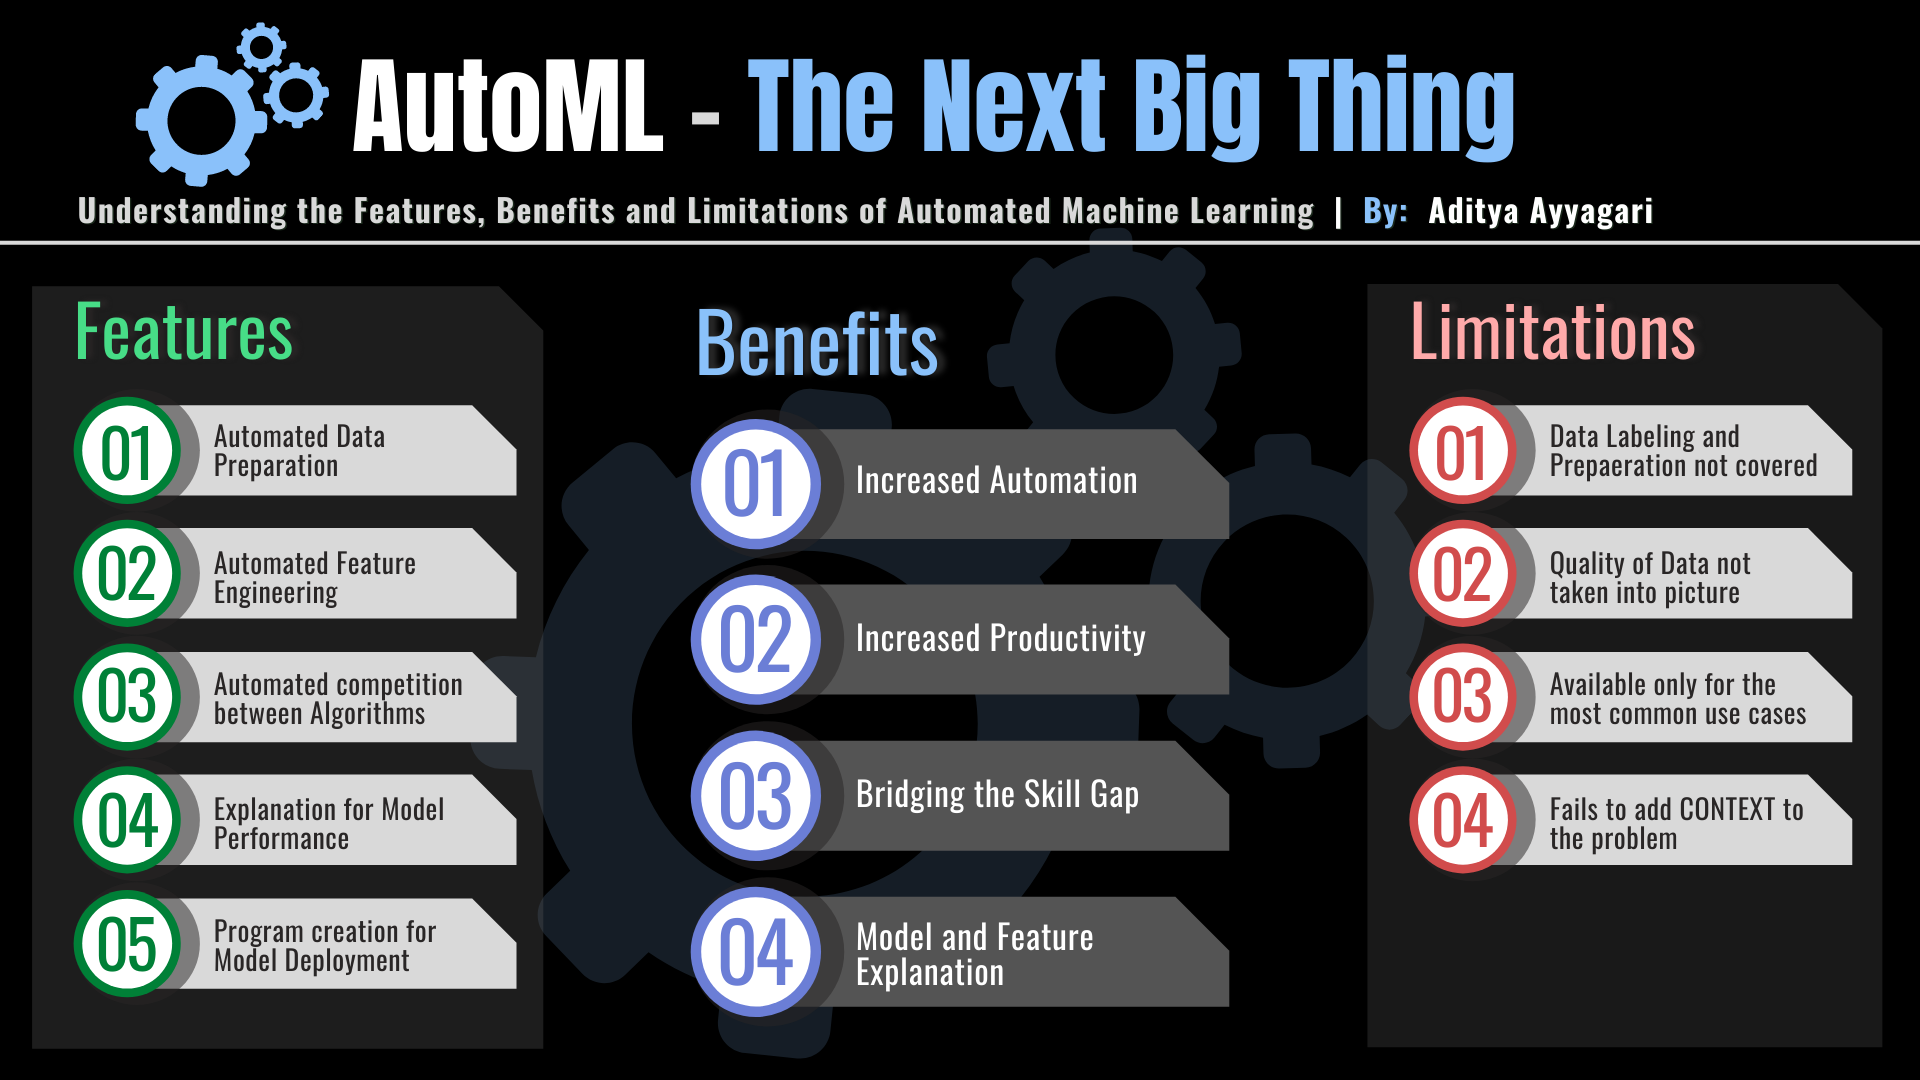 AutoML - The Next Big Thing
Understanding the Features, Benefits and Limitations of Automated Machine Learning | By: Aditya Ayyagari
Features
01
Automated Data
Preparation
02
Automated Feature
Engineering
03
Automated competition
between Algorithms
04
Explanation for Model
Performance
05
Program creation for
Model Deployment
Benefits
01
Increased Automation
02
Increased Productivity
03
Bridging the Skill Gap
04
Model and Feature
Explanation
Limitations
01
Data Labeling and
Prepaeration not covered
02
Quality of Data not
taken into picture
03
Available only for the
most common use cases
04
Fails to add CONTEXT to
the problem